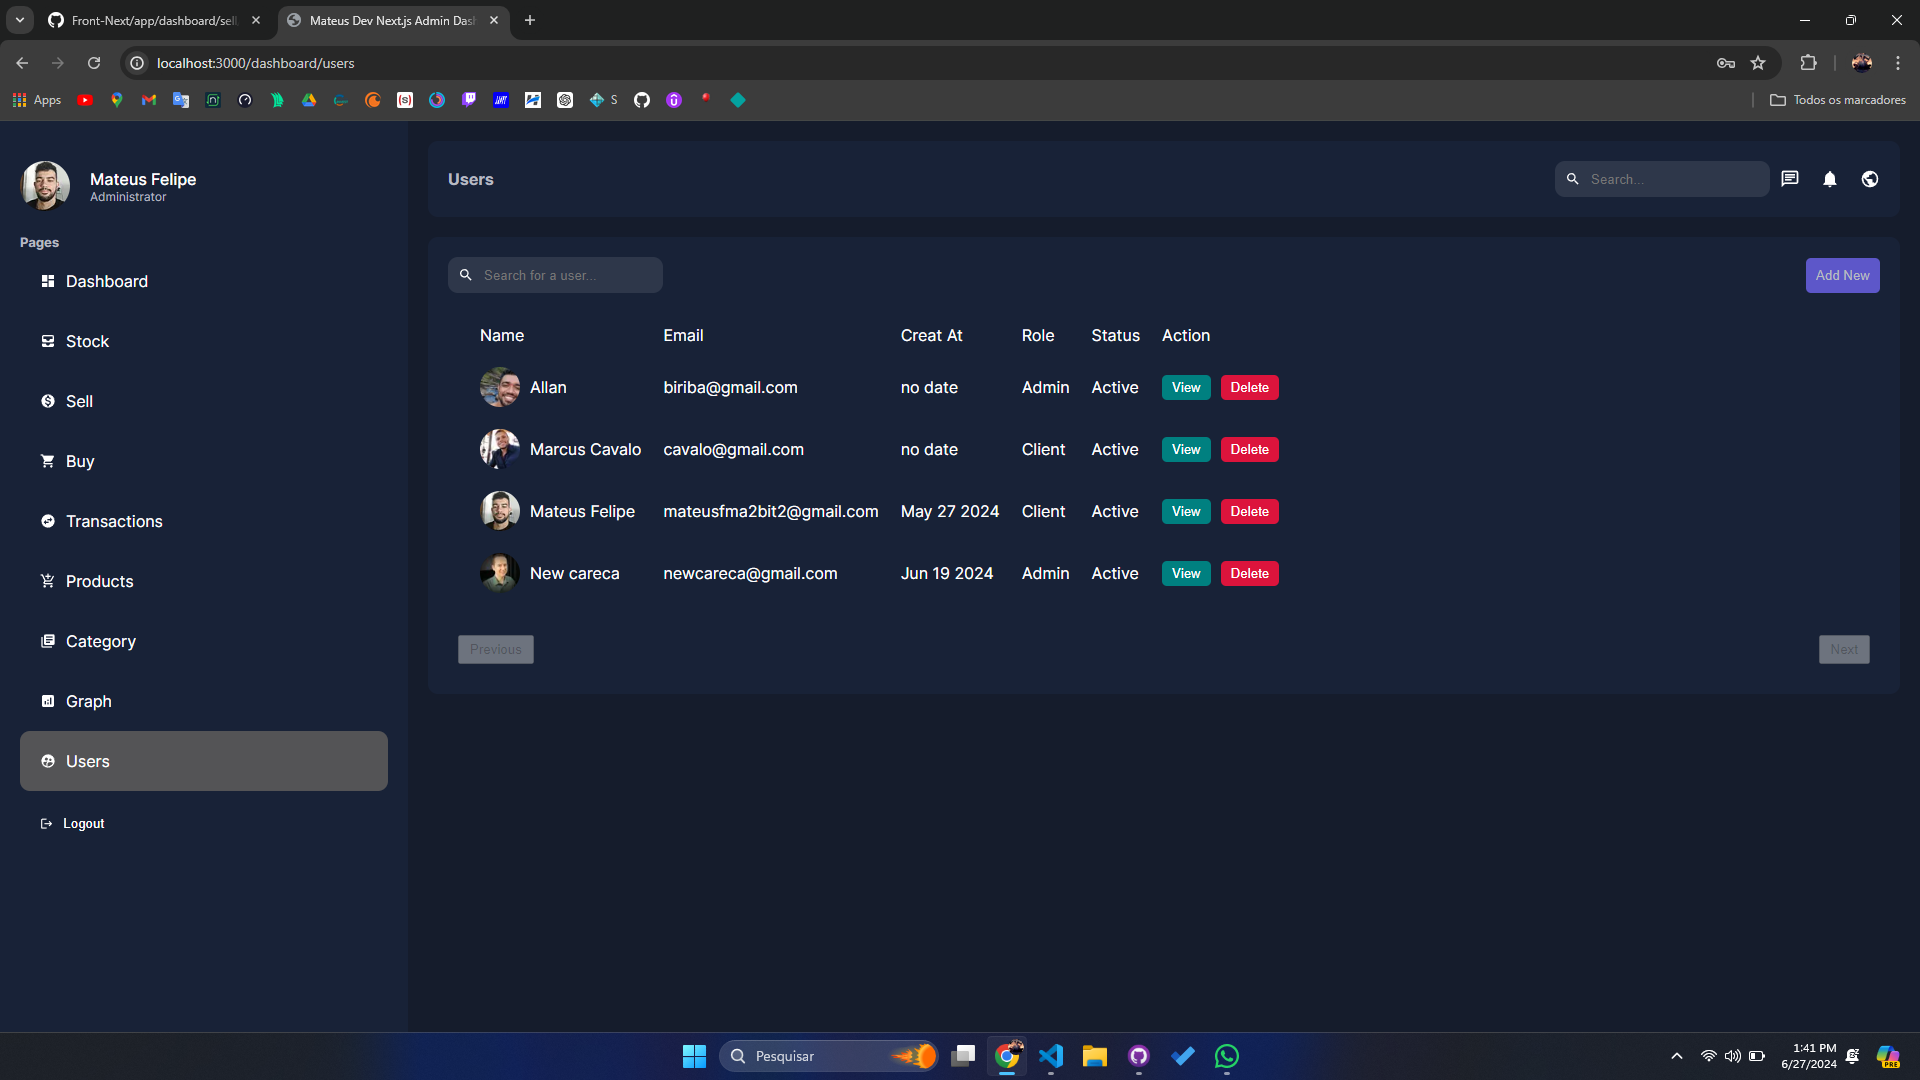 Front-Next/app/dashboard/sell
Mateus Dev Next.js Admin Das
localhost:3000/dashboard/users
Apps
S
Todos os marcadores
Mateus Felipe
Administrator
Pages
Dashboard
Stock
Sell
Buy
Transactions
Products
Category
Graph
Users
Logout
Users
Search...
Search for a user...
Add New
Name Email Creat At Role Status Action
Allan biriba@gmail.com no date Admin Active View Delete
Marcus Cavalo cavalo@gmail.com no date Client Active View Delete
Mateus Felipe mateusfma2bit2@gmail.com May 27 2024 Client Active View Delete
New careca newcareca@gmail.com Jun 19 2024 Admin Active View Delete
Previous
Next
Pesquisar
1:41 PM
6/27/2024
PRE